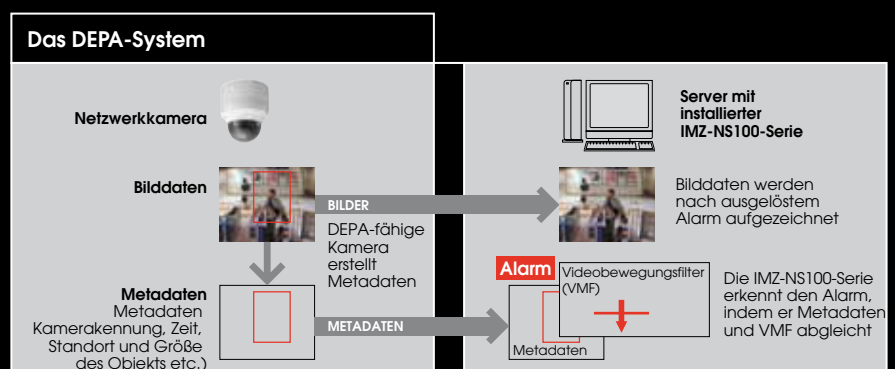 Das DEPA-System
Netzwerkkamera
Server mit
installierter
IMZ-NS100-Serie
Bilddaten
BILDER
DEPA-fähige
Kamera
erstellt
Metadaten
Bilddaten werden
nach ausgelöstem
Alarm aufgezeichnet
Metadaten
Metadaten
Kamerakennung, Zeit,
Standort und Größe
des Objekts etc.)
METADATEN
Alarm
Videobewegungsfilter
(VMF)
Metadaten
Die IMZ-NS100-Serie
erkennt den Alarm,
indem er Metadaten
und VMF abgleicht